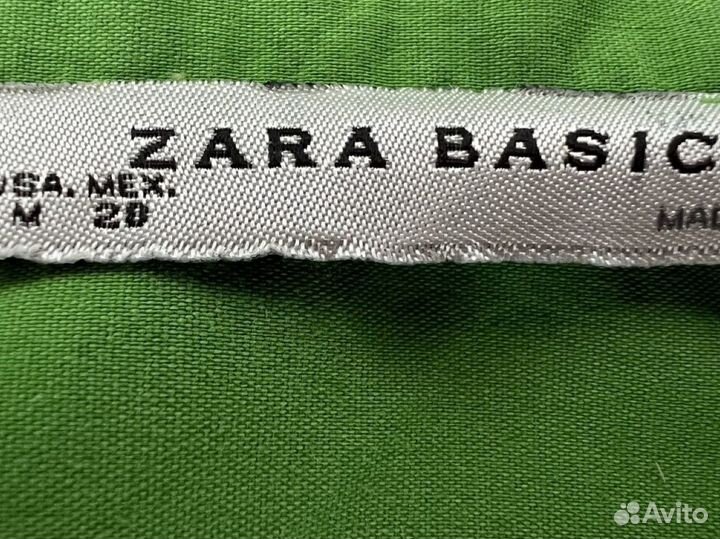 ZARA BASIC
USA. MEX.
M 28
Avito